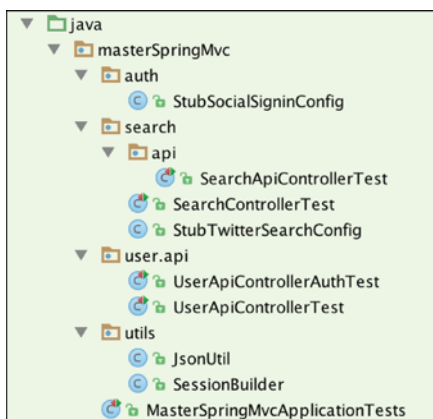 java
masterSpringMvc
auth
StubSocialSigninConfig
search
api
SearchApiControllerTest
SearchControllerTest
StubTwitterSearchConfig
user.api
UserApiControllerAuthTest
UserApiControllerTest
utils
JsonUtil
SessionBuilder
MasterSpringMvcApplicationTests